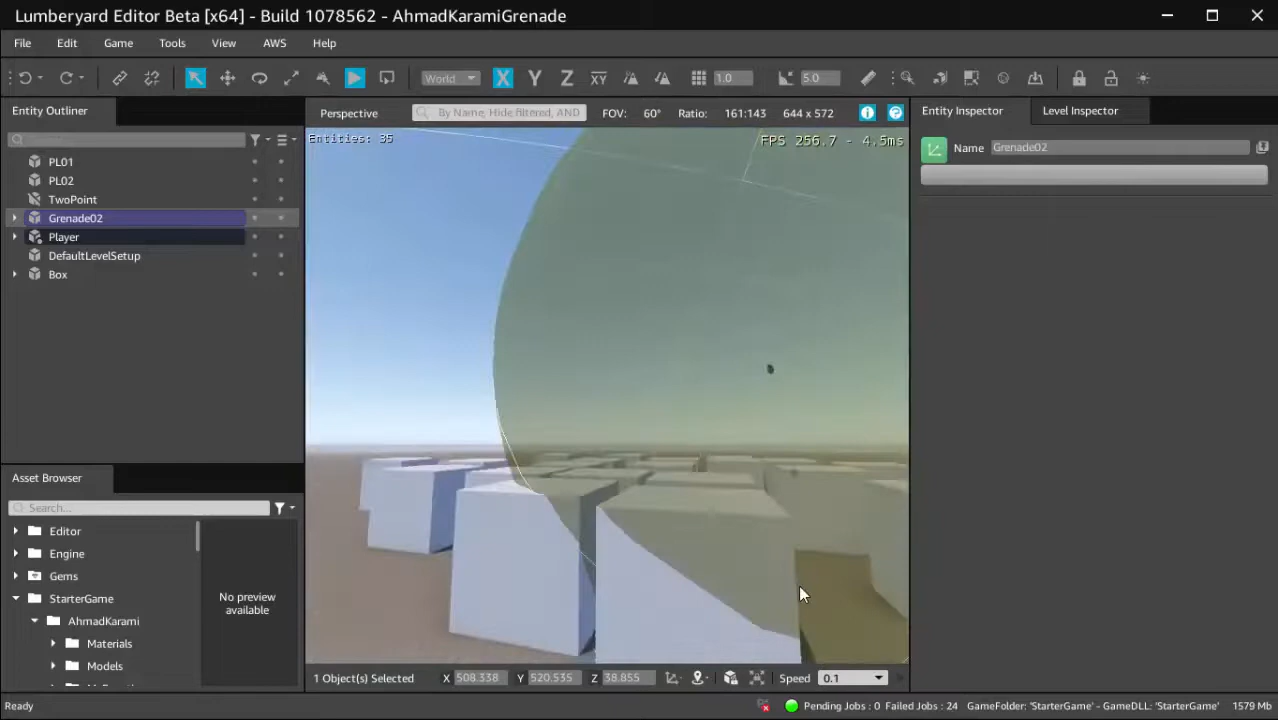 Lumberyard Editor Beta [x64] - Build 1078562 - AhmadKaramiGrenade
File Edit Game Tools View AWS Help
World X Y Z XY 1.0 5.0
Entity Outliner
Perspective By Name, Hide filtered, AND FOV: 60° Ratio: 161:143 644 x 572
Entity Inspector Level Inspector
Entities: 35 FPS 256.7 - 4.5ms
Name Grenade02
PL01
PL02
TwoPoint
Grenade02
Player
DefaultLevelSetup
Box
Asset Browser
Search...
Editor
Engine
Gems
StarterGame
AhmadKarami
Materials
Models
No preview
available
1 Object(s) Selected X 508.338 Y 520.535 Z 38.855 Speed 0.1
Ready Pending Jobs : 0 Failed Jobs : 24 GameFolder: 'StarterGame' - GameDLL: 'StarterGame' 1579 Mb